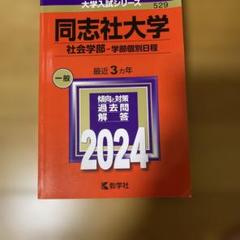 大学入試シリーズ
529
同志社大学
社会学部-学部個別日程
一般
最近3カ年
傾向と対策
過去問
解答
2024
教学社